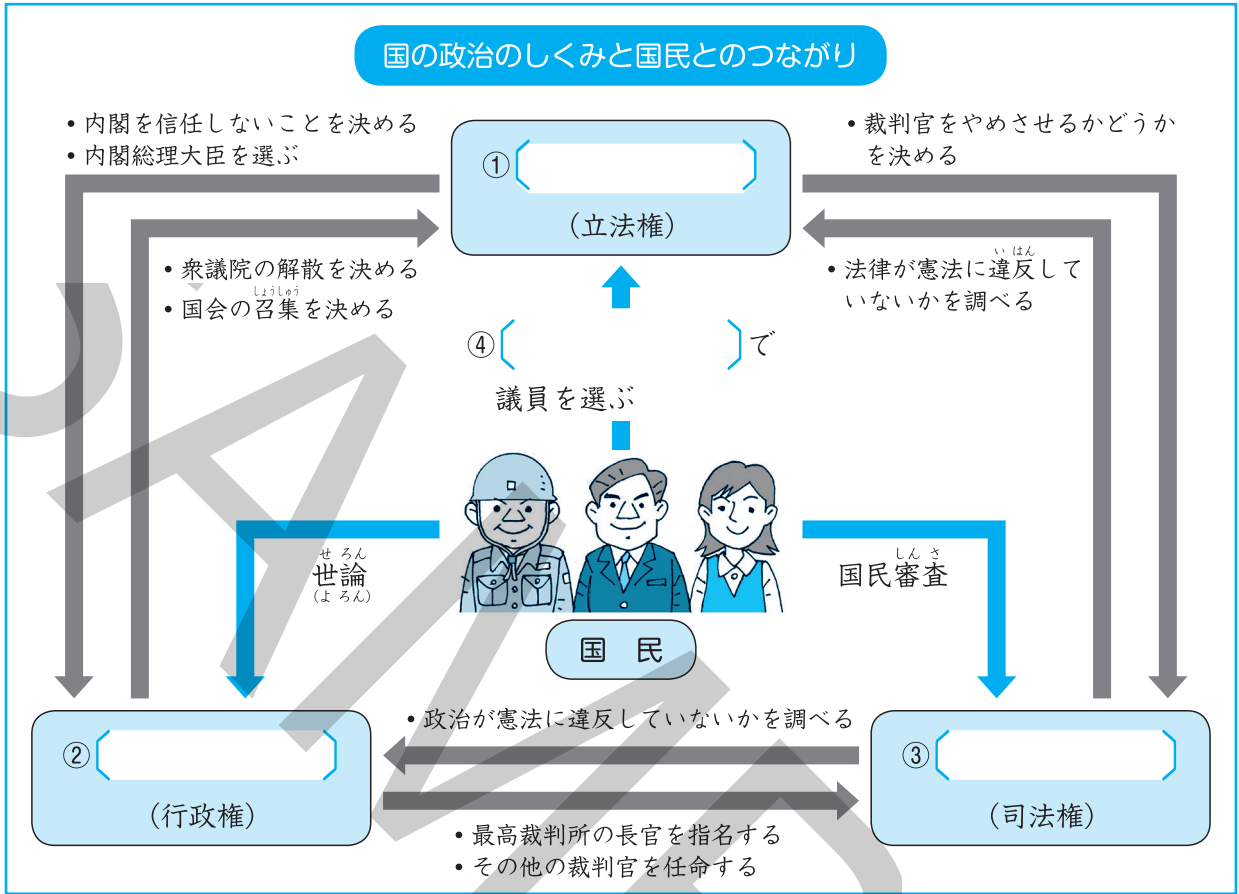 国の政治のしくみと国民とのつながり
• 内閣を信任しないことを決める
• 内閣総理大臣を選ぶ
①
(立法権)
• 裁判官をやめさせるかどうか
を決める
• 衆議院の解散を決める
しょうしゅう
• 国会の召集を決める
い はん
• 法律が憲法に違反して
いないかを調べる
④〔 〕で
議員を選ぶ
せ ろん
世論
(よ ろん)
しん さ
国民審査
国 民
• 政治が憲法に違反していないかを調べる
②
(行政権)
③
(司法権)
• 最高裁判所の長官を指名する
• その他の裁判官を任命する